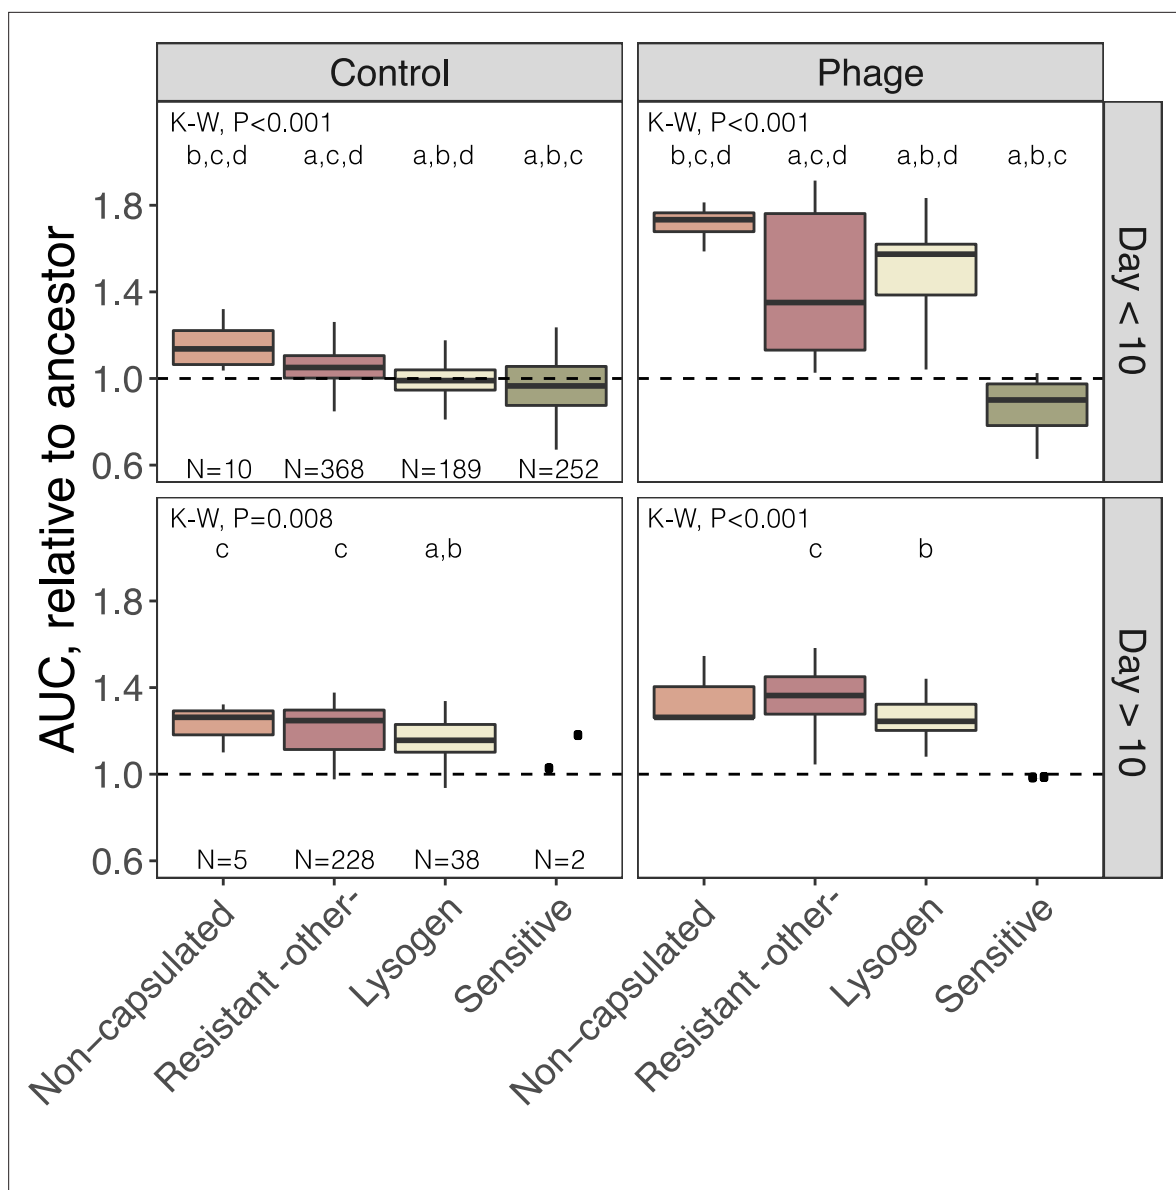 Control
Phage
K-W, P<0.001
K-W, P<0.001
b,c,d a,c,d a,b,d a,b,c
b,c,d a,c,d a,b,d a,b,c
1.8
1.4
1.0
0.6
N=10 N=368 N=189 N=252
Day < 10
AUC, relative to ancestor
K-W, P=0.008
K-W, P<0.001
c c a,b
c b
1.8
1.4
1.0
0.6
N=5 N=228 N=38 N=2
Day > 10
Non–capsulated
Resistant -other-
Lysogen
Sensitive
Non–capsulated
Resistant -other-
Lysogen
Sensitive